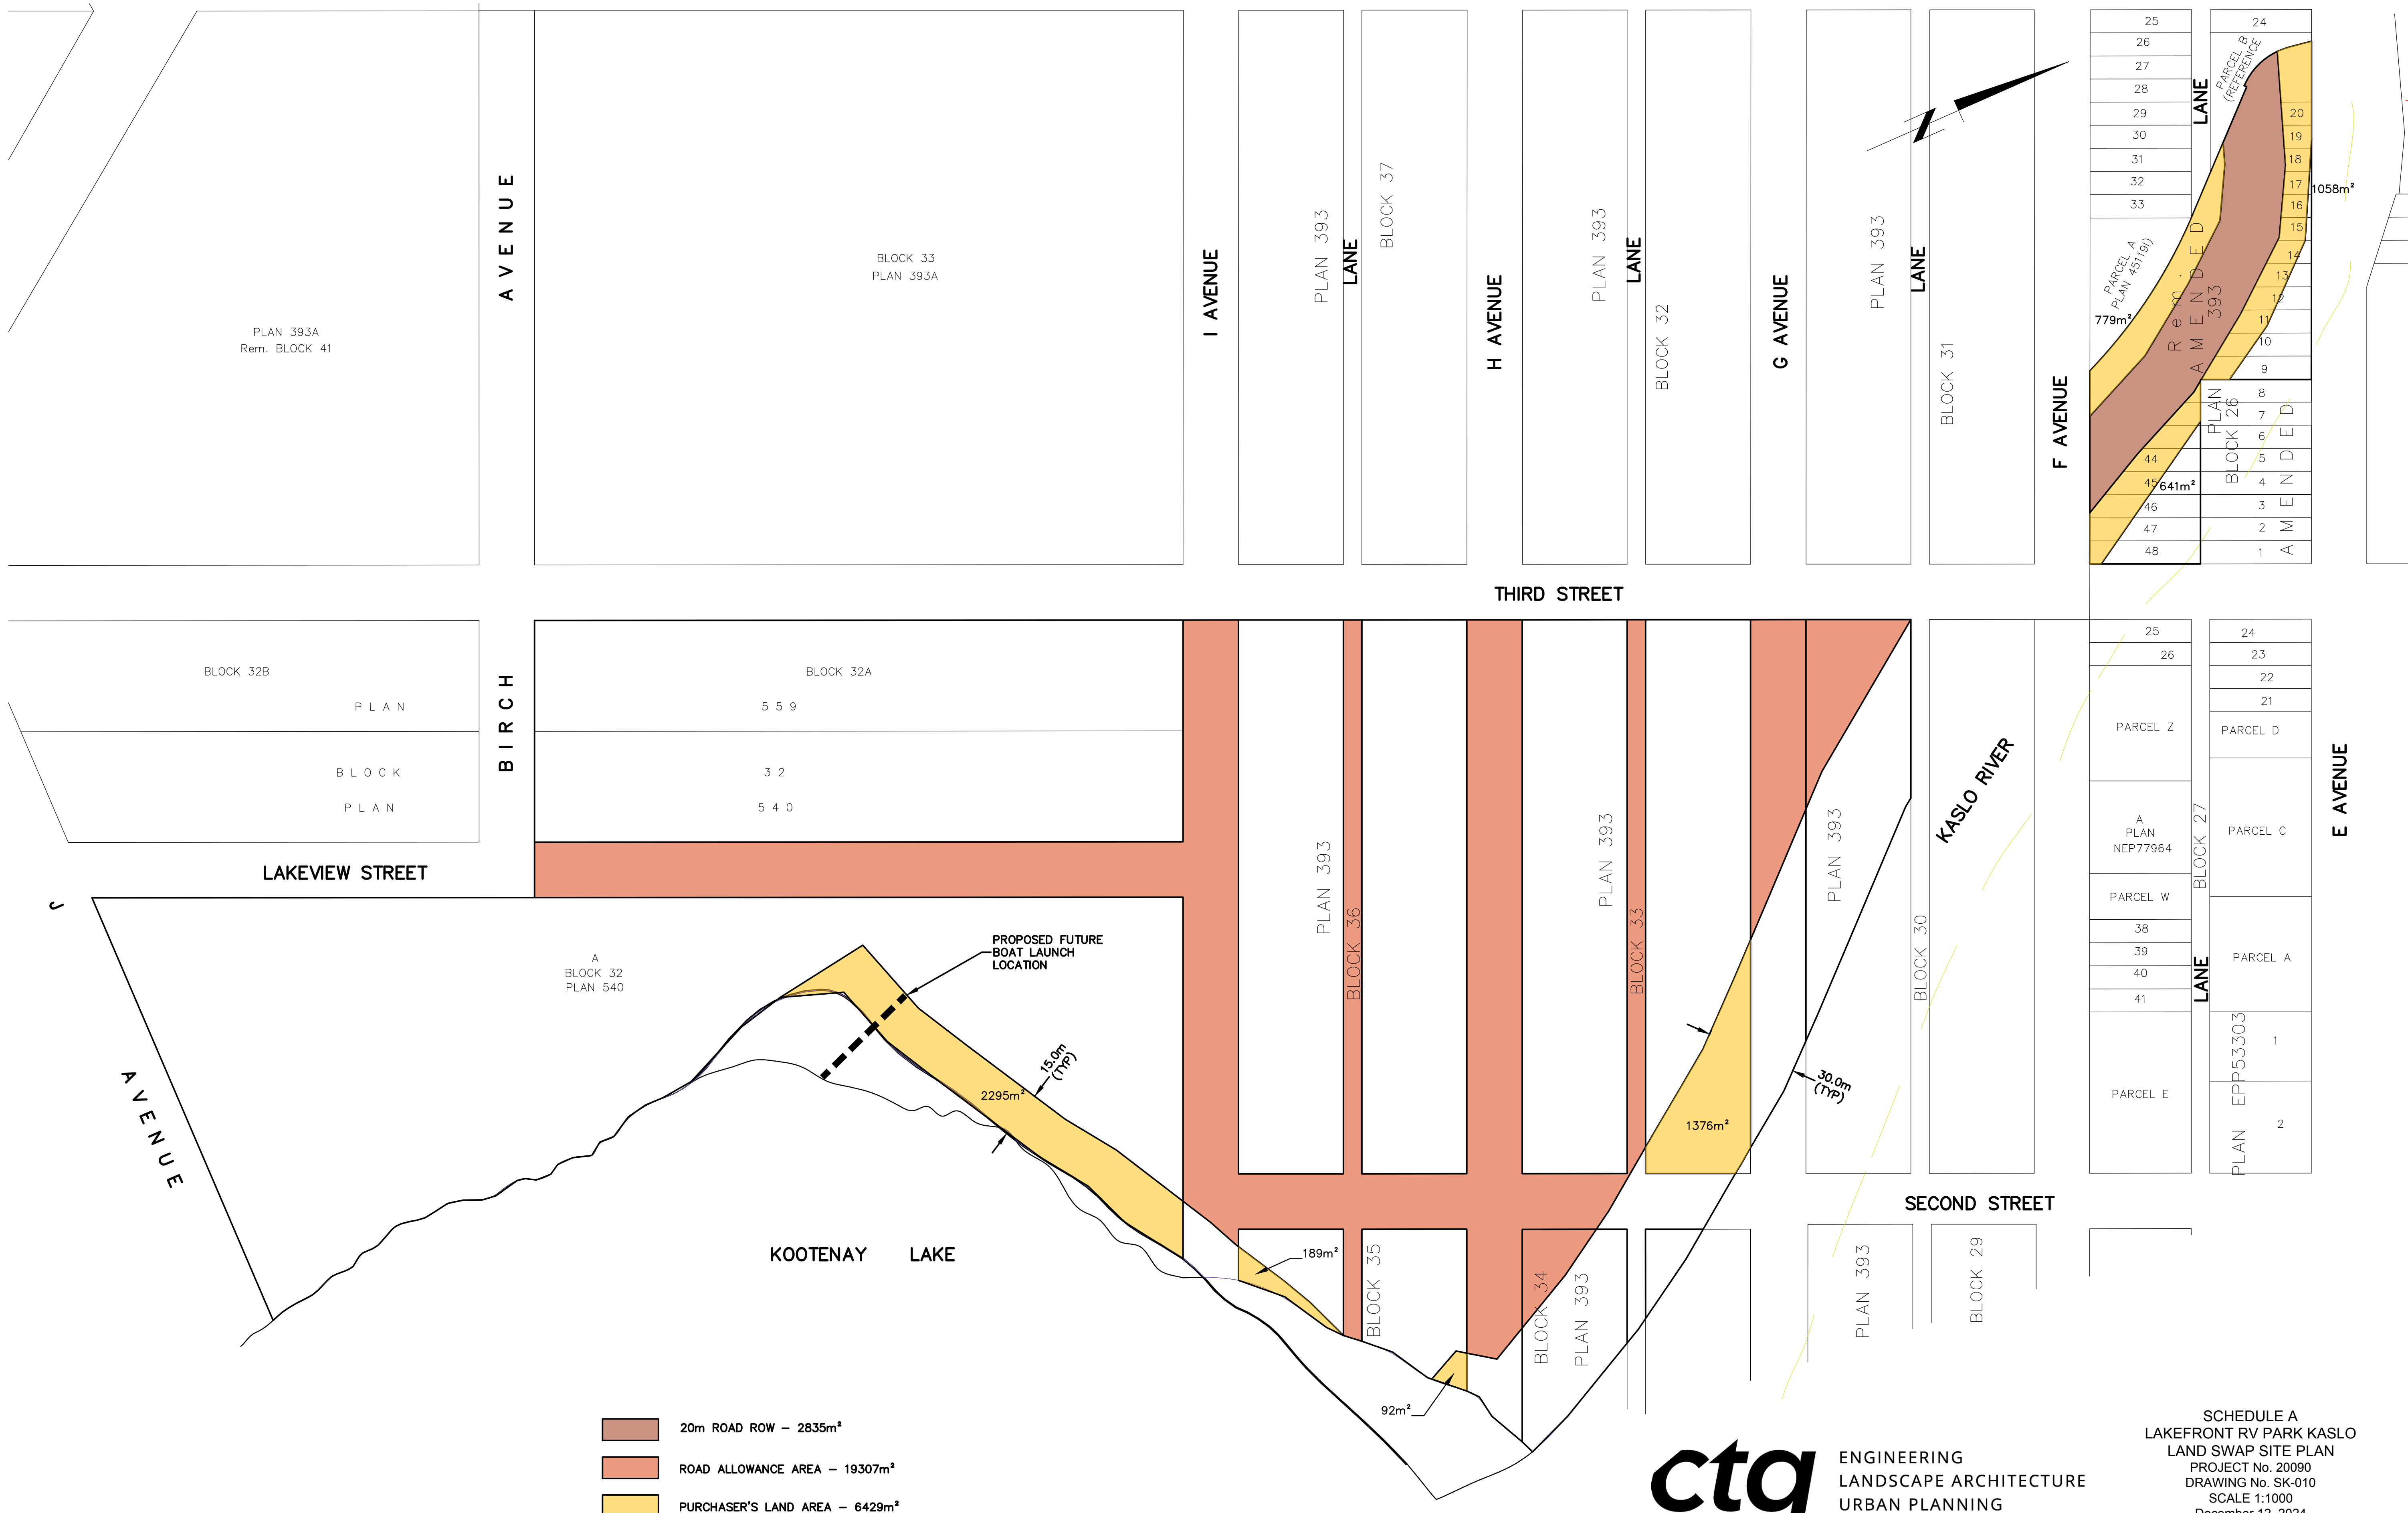 25
24
26
27
28
29
30
31
32
33
PARCEL B
(REFERENCE
LANE
20
19
18
17
16
15
14
13
12
11
10
9
8
7
6
5
4
3
2
1
1058m²
PARCEL A
PLAN 45119I)
779m²
Rem.
AMENDED
393
PLAN
BLOCK 26
AMENDED
44
45
46
47
48
641m²
AVENUE
BLOCK 33
PLAN 393A
PLAN 393A
Rem. BLOCK 41
I AVENUE
PLAN 393
LANE
BLOCK 37
H AVENUE
PLAN 393
LANE
BLOCK 32
G AVENUE
PLAN 393
LANE
BLOCK 31
F AVENUE
THIRD STREET
BLOCK 32B
PLAN
BLOCK
PLAN
BIRCH
BLOCK 32A
559
32
540
LAKEVIEW STREET
J
AVENUE
A
BLOCK 32
PLAN 540
PROPOSED FUTURE
BOAT LAUNCH
LOCATION
15.0m
(TYP)
2295m²
KOOTENAY LAKE
PLAN 393
BLOCK 36
PLAN 393
BLOCK 33
PLAN 393
BLOCK 30
KASLO RIVER
30.0m
(TYP)
1376m²
SECOND STREET
189m²
BLOCK 35
92m²
BLOCK 34
PLAN 393
PLAN 393
BLOCK 29
25
26
PARCEL Z
A
PLAN
NEP77964
PARCEL W
38
39
40
41
PARCEL E
BLOCK 27
LANE
24
23
22
21
PARCEL D
PARCEL C
PARCEL A
1
2
PLAN EPP53303
E AVENUE
20m ROAD ROW – 2835m²
ROAD ALLOWANCE AREA – 19307m²
PURCHASER'S LAND AREA – 6429m²
cta
ENGINEERING
LANDSCAPE ARCHITECTURE
URBAN PLANNING
SCHEDULE A
LAKEFRONT RV PARK KASLO
LAND SWAP SITE PLAN
PROJECT No. 20090
DRAWING No. SK-010
SCALE 1:1000
December 12, 2024